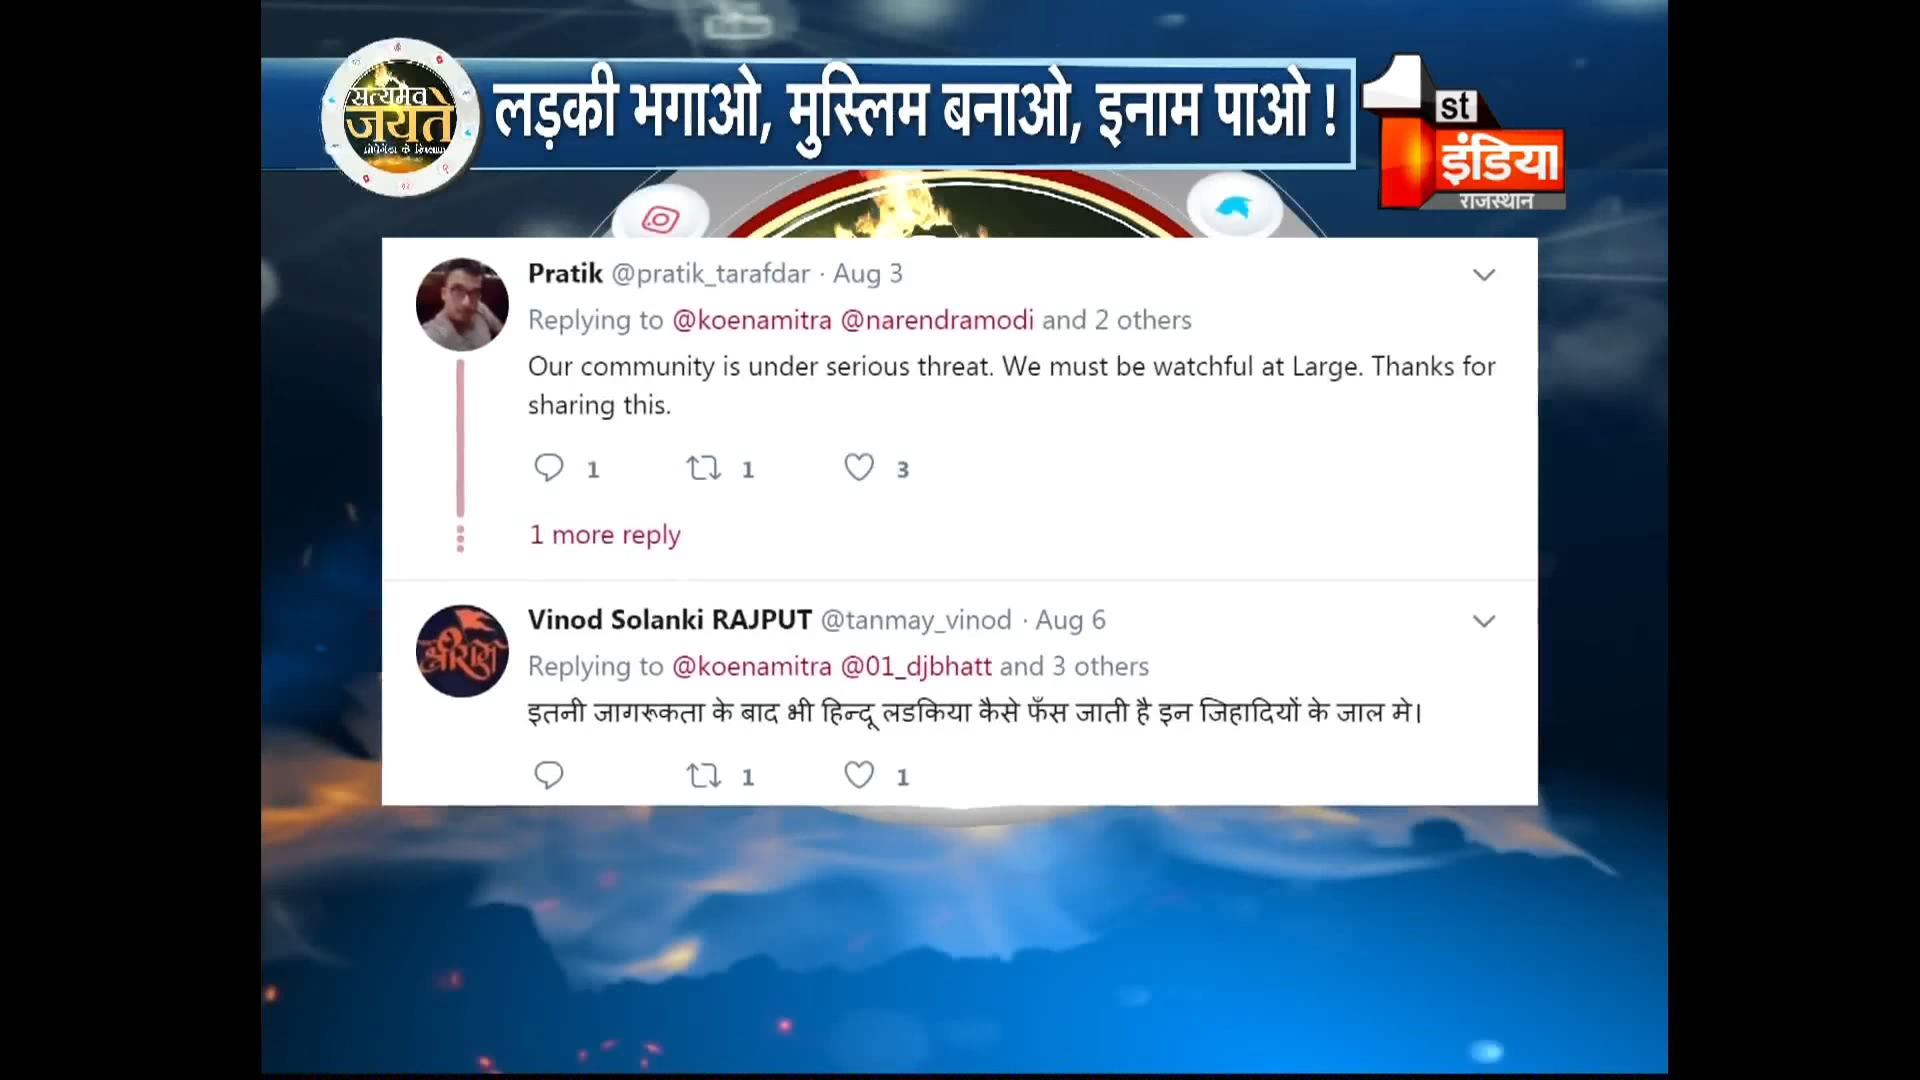 सत्यमेव
जयते
लड़की भगाओ, मुस्लिम बनाओ, इनाम पाओ !
1st
इंडिया
राजस्थान
Pratik @pratik_tarafdar · Aug 3
Replying to @koenamitra @narendramodi and 2 others
Our community is under serious threat. We must be watchful at Large. Thanks for
sharing this.
1 1 3
1 more reply
श्रीराम
Vinod Solanki RAJPUT @tanmay_vinod · Aug 6
Replying to @koenamitra @01_djbhatt and 3 others
इतनी जागरूकता के बाद भी हिन्दू लडकिया कैसे फँस जाती है इन जिहादियों के जाल मे।
1 1